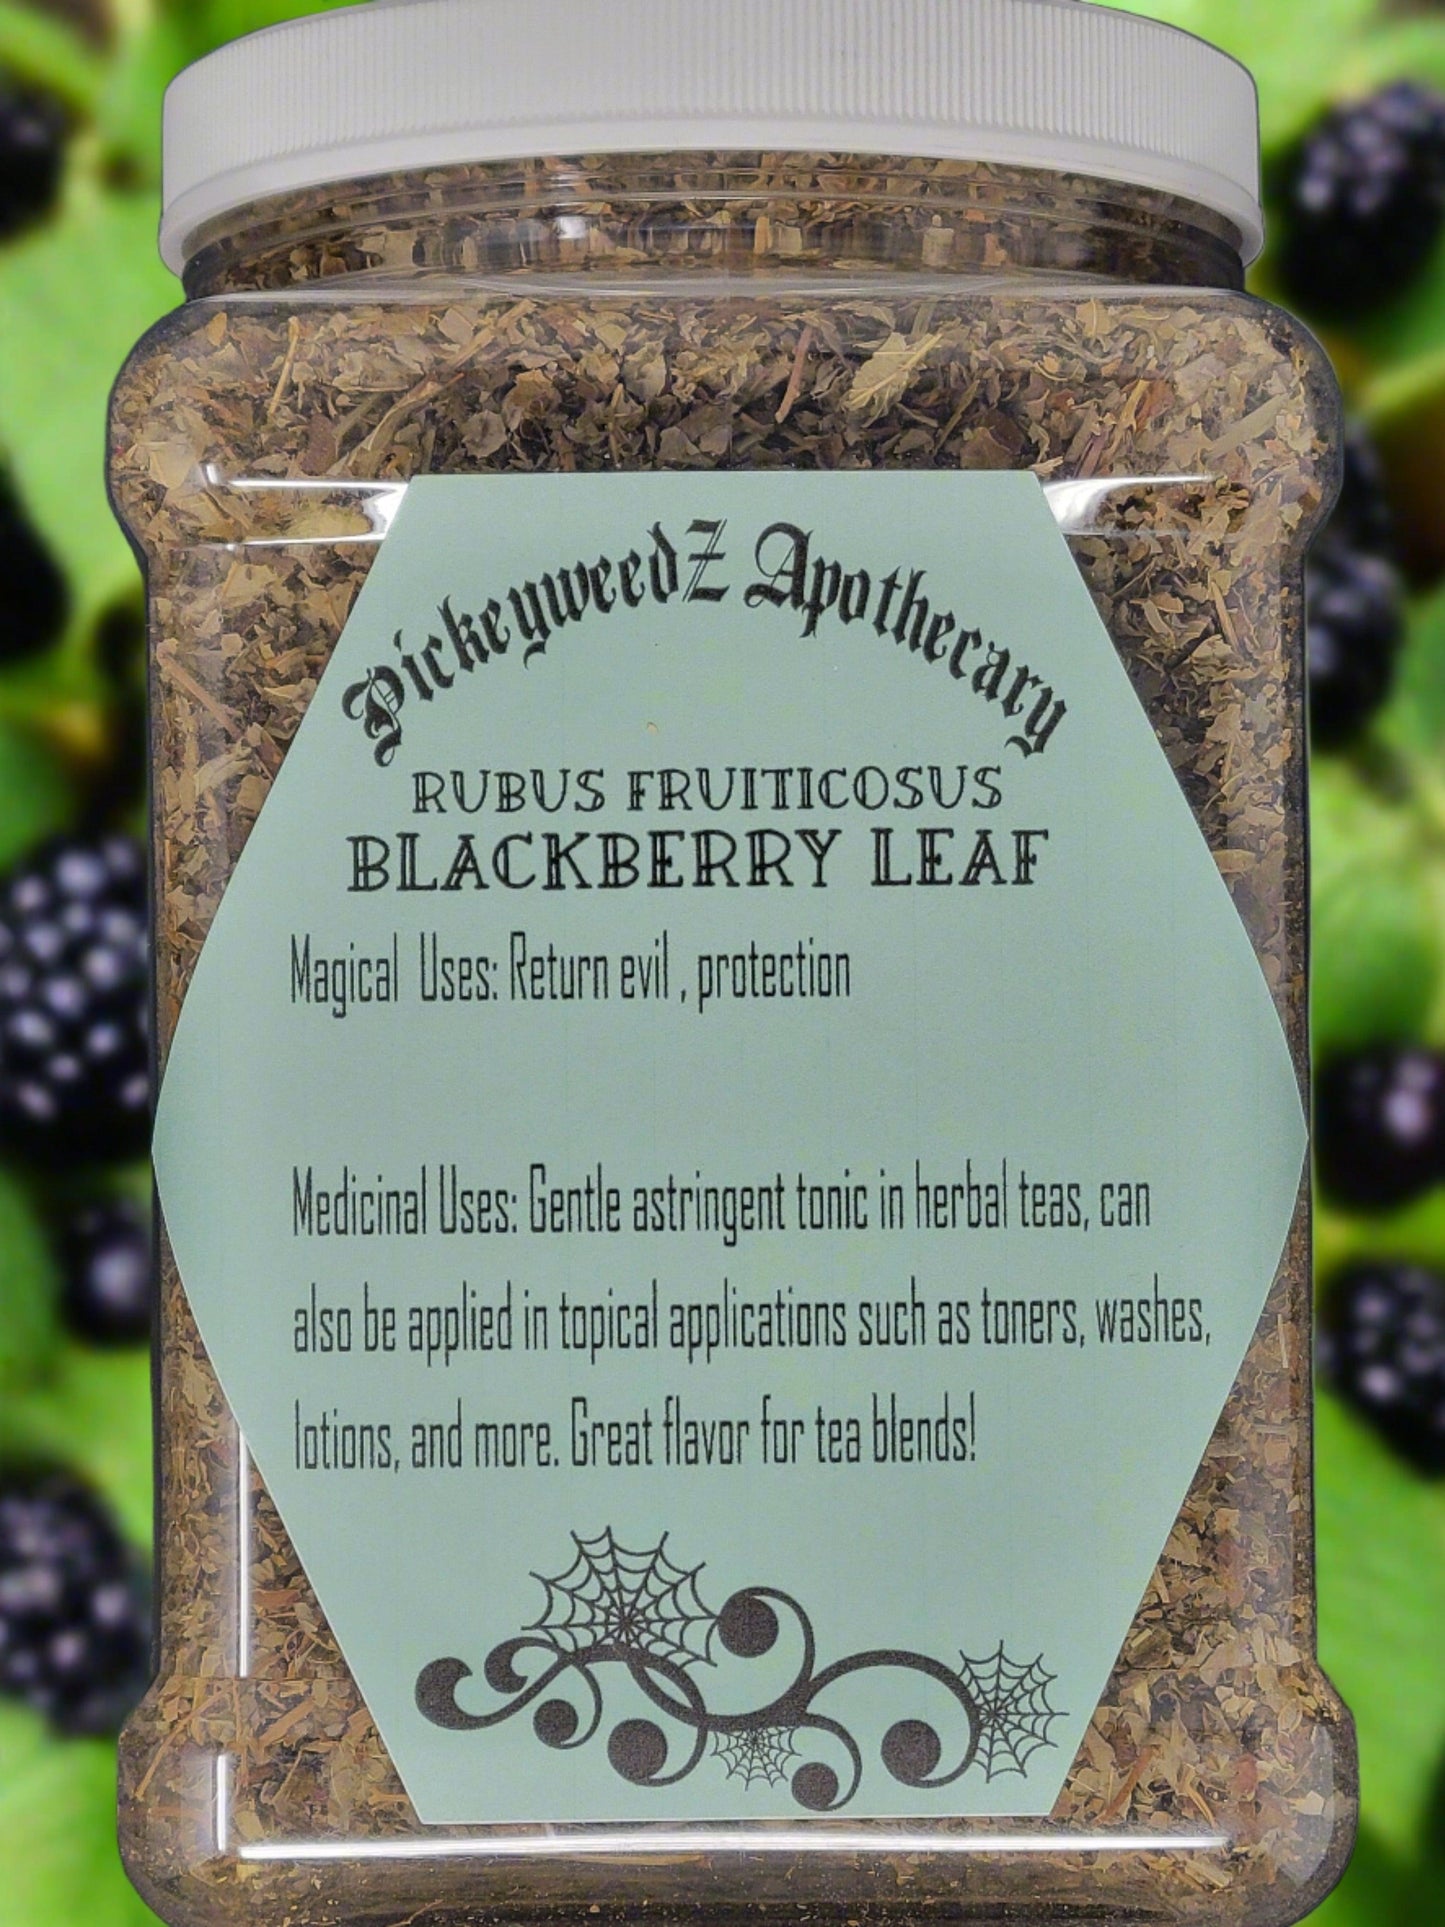 PickeyweedZ Apothecary
RUBUS FRUITICOSUS
BLACKBERRY LEAF
Magical Uses: Return evil , protection
Medicinal Uses: Gentle astringent tonic in herbal teas, can
also be applied in topical applications such as toners, washes,
lotions, and more. Great flavor for tea blends!